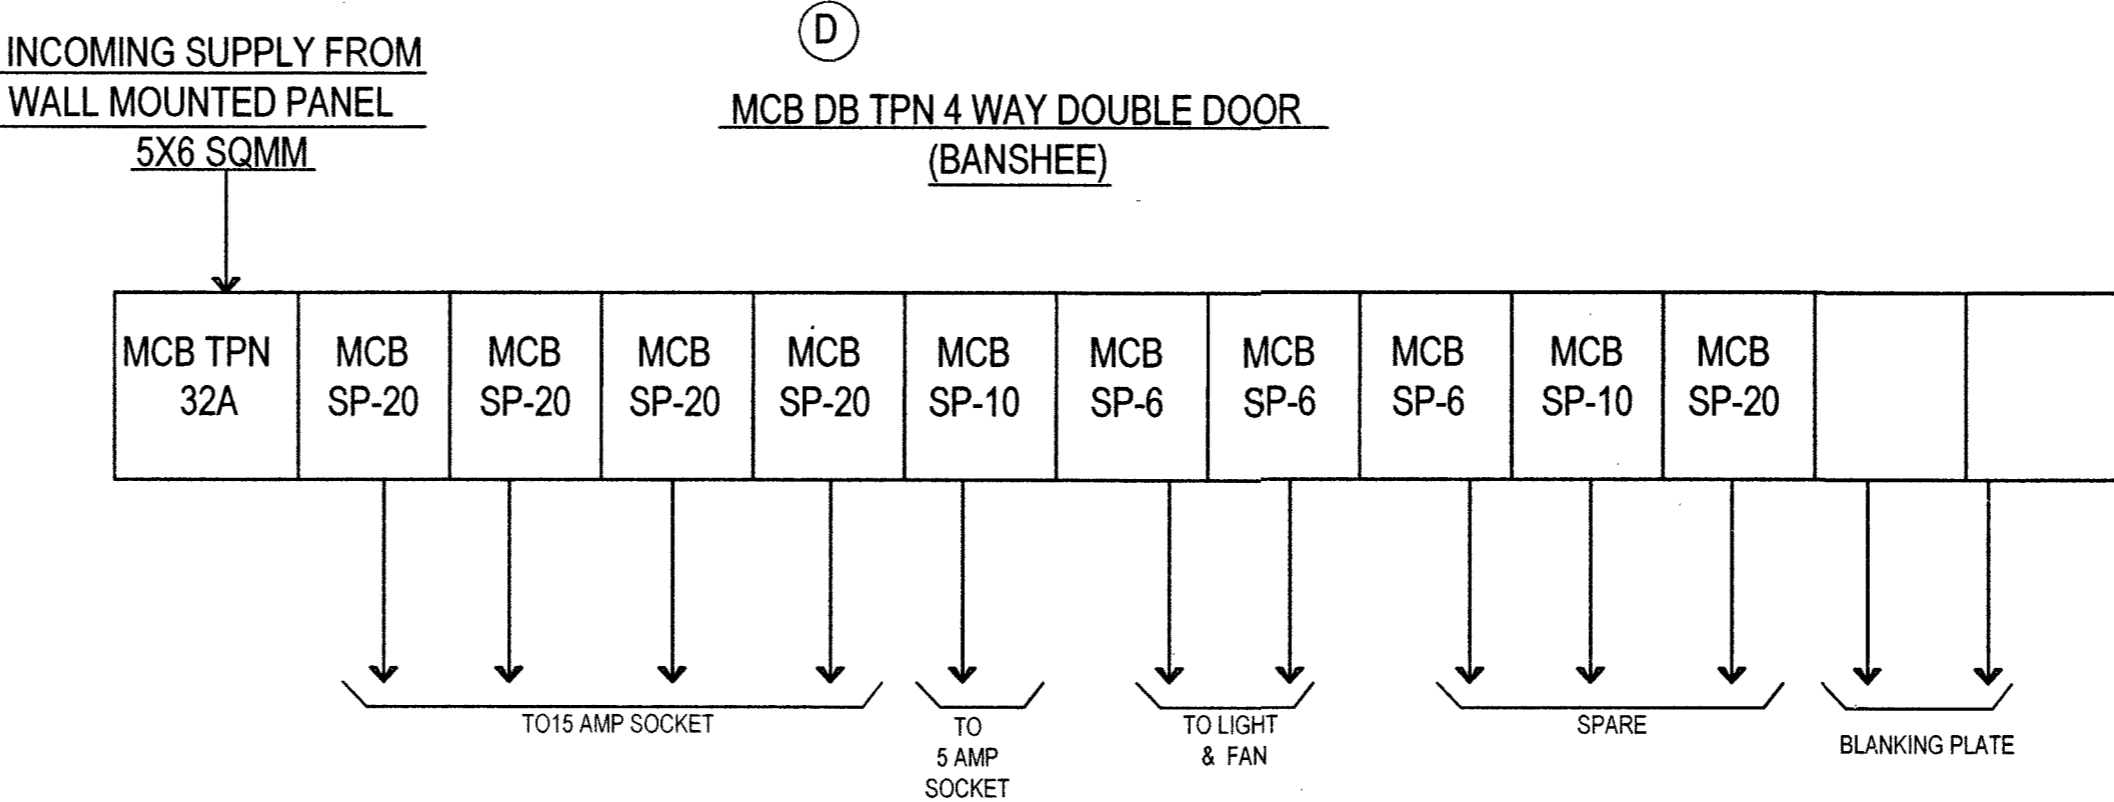 INCOMING SUPPLY FROM
WALL MOUNTED PANEL
5X6 SQMM
D
MCB DB TPN 4 WAY DOUBLE DOOR
(BANSHEE)
MCB TPN
32A
MCB
SP-20
MCB
SP-20
MCB
SP-20
MCB
SP-20
MCB
SP-10
MCB
SP-6
MCB
SP-6
MCB
SP-6
MCB
SP-10
MCB
SP-20
TO15 AMP SOCKET
TO
5 AMP
SOCKET
TO LIGHT
& FAN
SPARE
BLANKING PLATE